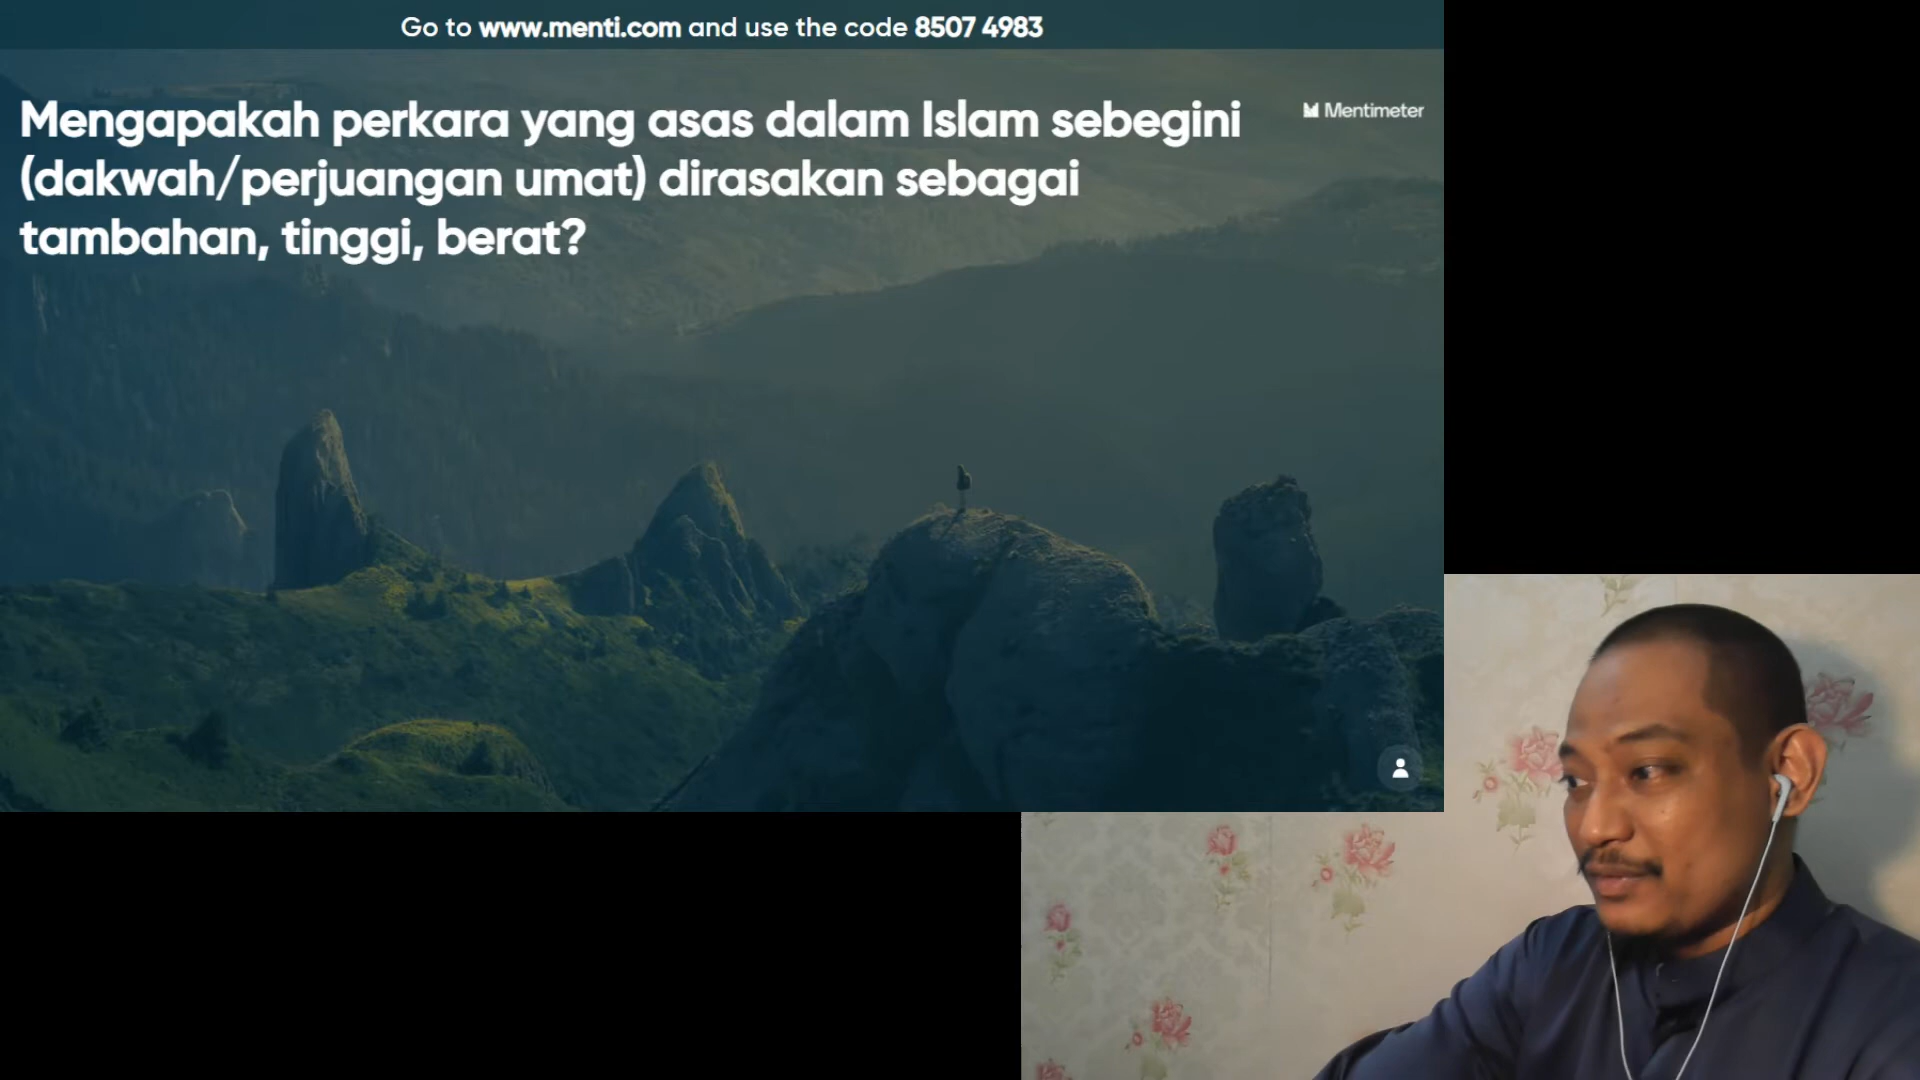 Go to www.menti.com and use the code 8507 4983
Mengapakah perkara yang asas dalam Islam sebegini
(dakwah/perjuangan umat) dirasakan sebagai
tambahan, tinggi, berat?
Mentimeter